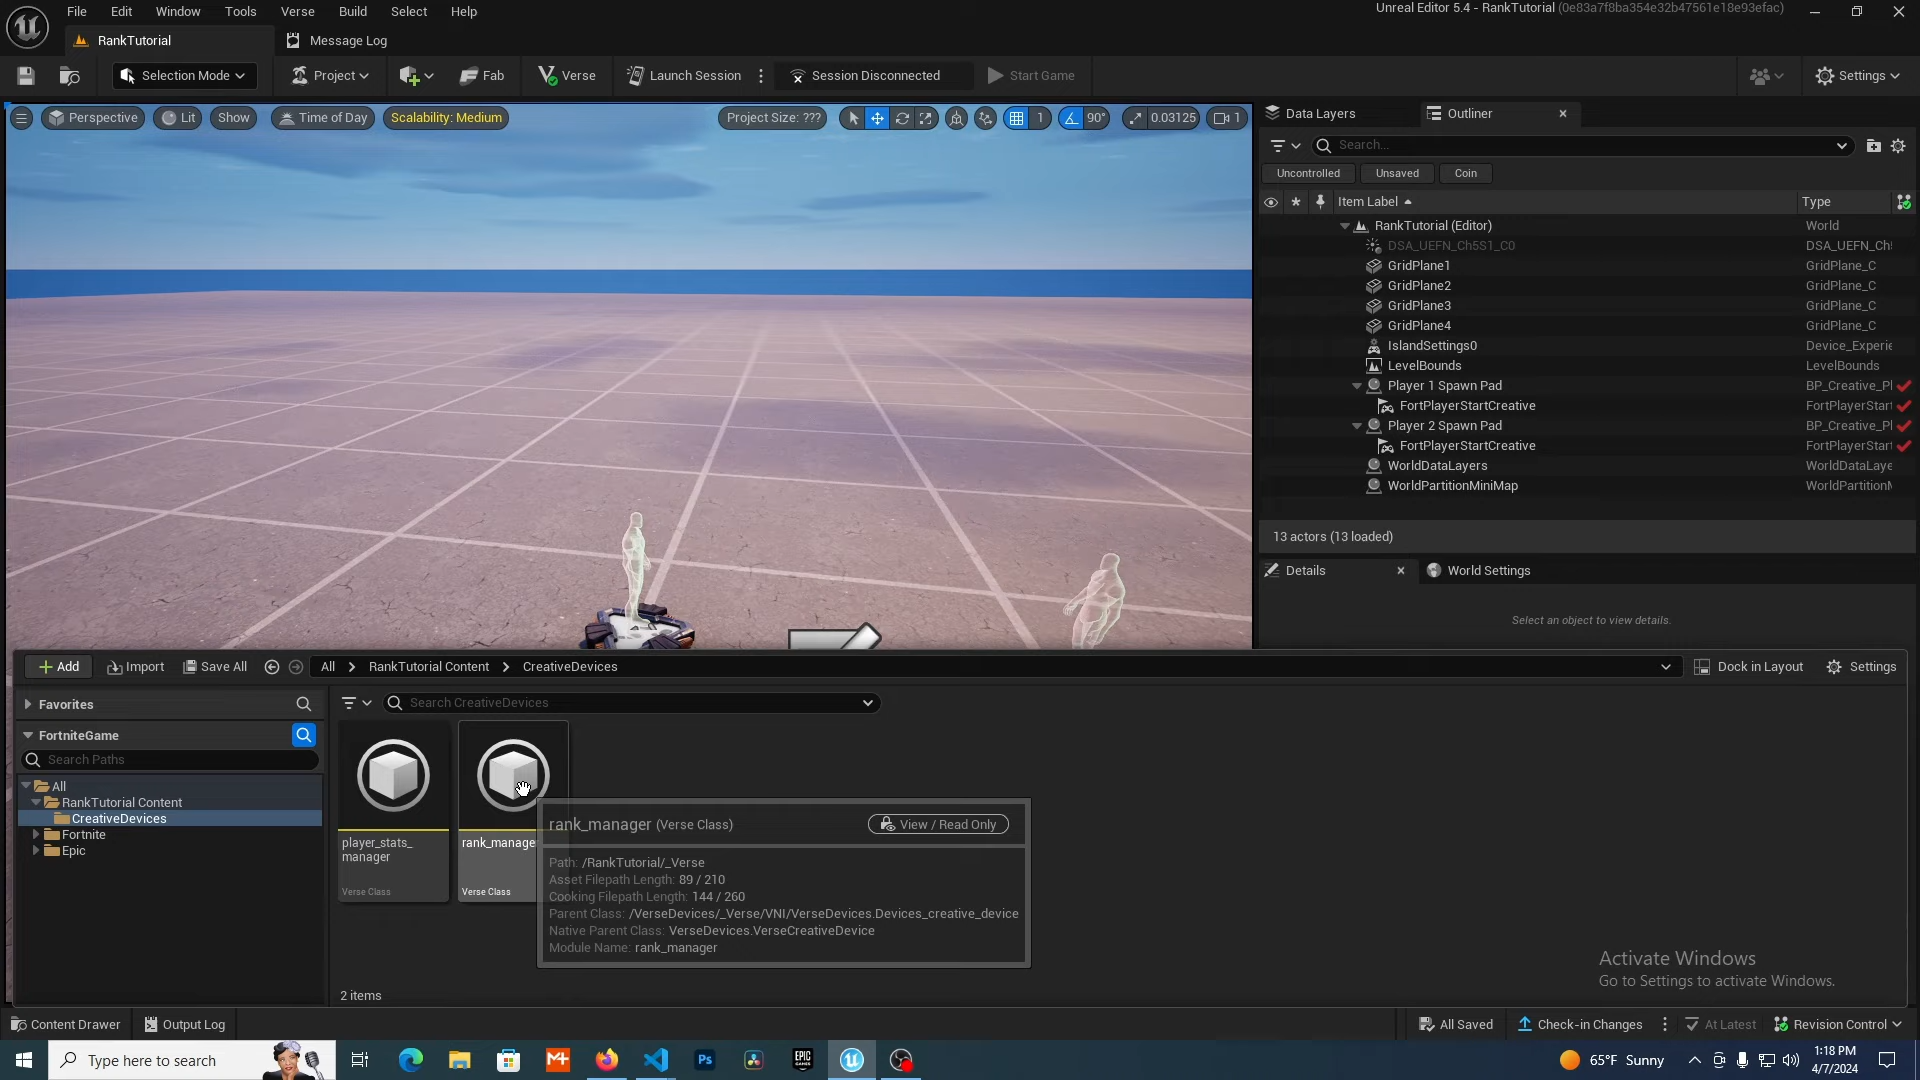 File Edit Window Tools Verse Build Select Help
Unreal Editor 5.4 - RankTutorial (0e83a7f8ba354e32b47561e18e93efac)
RankTutorial
Message Log
Selection Mode
Project
Fab
Verse
Launch Session
Session Disconnected
Start Game
Settings
Perspective
Lit
Show
Time of Day
Scalability: Medium
Project Size: ???
1
90°
0.03125
1
Data Layers
Outliner
Search...
Uncontrolled
Unsaved
Coin
Item Label
Type
RankTutorial (Editor) World
DSA_UEFN_Ch5S1_C0 DSA_UEFN_Ch
GridPlane1 GridPlane_C
GridPlane2 GridPlane_C
GridPlane3 GridPlane_C
GridPlane4 GridPlane_C
IslandSettings0 Device_Experie
LevelBounds LevelBounds
Player 1 Spawn Pad BP_Creative_Pl
FortPlayerStartCreative FortPlayerStart
Player 2 Spawn Pad BP_Creative_Pl
FortPlayerStartCreative FortPlayerStart
WorldDataLayers WorldDataLaye
WorldPartitionMiniMap WorldPartition
13 actors (13 loaded)
Details
World Settings
Select an object to view details.
Add
Import
Save All
All > RankTutorial Content > CreativeDevices
Dock in Layout
Settings
Favorites
Search CreativeDevices
FortniteGame
Search Paths
All
RankTutorial Content
CreativeDevices
Fortnite
Epic
player_stats_
manager
Verse Class
rank_manage
Verse Class
rank_manager (Verse Class)
View / Read Only
Path: /RankTutorial/_Verse
Asset Filepath Length: 89 / 210
Cooking Filepath Length: 144 / 260
Parent Class: /VerseDevices/_Verse/VNI/VerseDevices.Devices_creative_device
Native Parent Class: VerseDevices.VerseCreativeDevice
Module Name: rank_manager
2 items
Activate Windows
Go to Settings to activate Windows.
Content Drawer
Output Log
All Saved
Check-in Changes
At Latest
Revision Control
Type here to search
M+
Ps
EPIC
GAMES
65°F Sunny
1:18 PM
4/7/2024